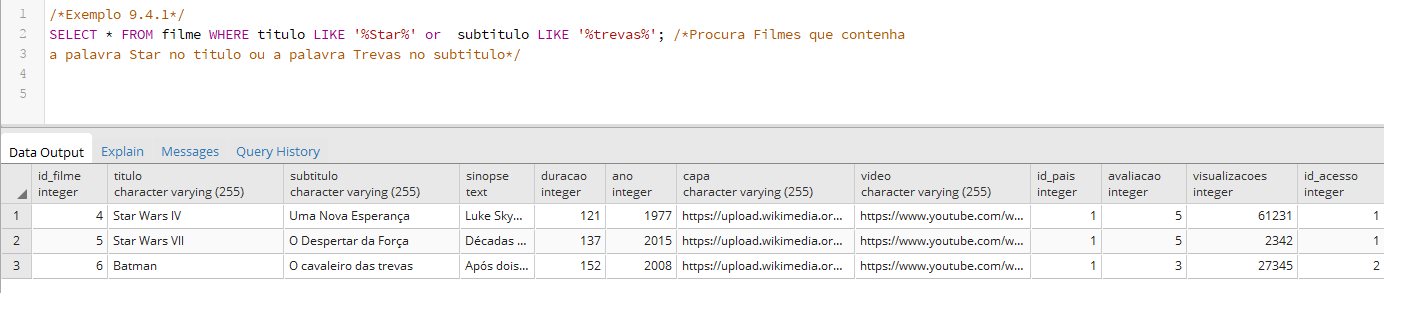 1 /*Exemplo 9.4.1*/
2 SELECT * FROM filme WHERE titulo LIKE '%Star%' or  subtitulo LIKE '%trevas%'; /*Procura Filmes que contenha
3 a palavra Star no titulo ou a palavra Trevas no subtitulo*/
4
5
Data Output Explain Messages Query History
id_filme titulo subtitulo sinopse duracao ano capa video id_pais avaliacao visualizacoes id_acesso
integer character varying (255) character varying (255) text integer integer character varying (255) character varying (255) integer integer integer integer
1 4 Star Wars IV Uma Nova Esperança Luke Sky... 121 1977 https://upload.wikimedia.or... https://www.youtube.com/w... 1 5 61231 1
2 5 Star Wars VII O Despertar da Força Décadas ... 137 2015 https://upload.wikimedia.or... https://www.youtube.com/w... 1 5 2342 1
3 6 Batman O cavaleiro das trevas Após dois... 152 2008 https://upload.wikimedia.or... https://www.youtube.com/w... 1 3 27345 2